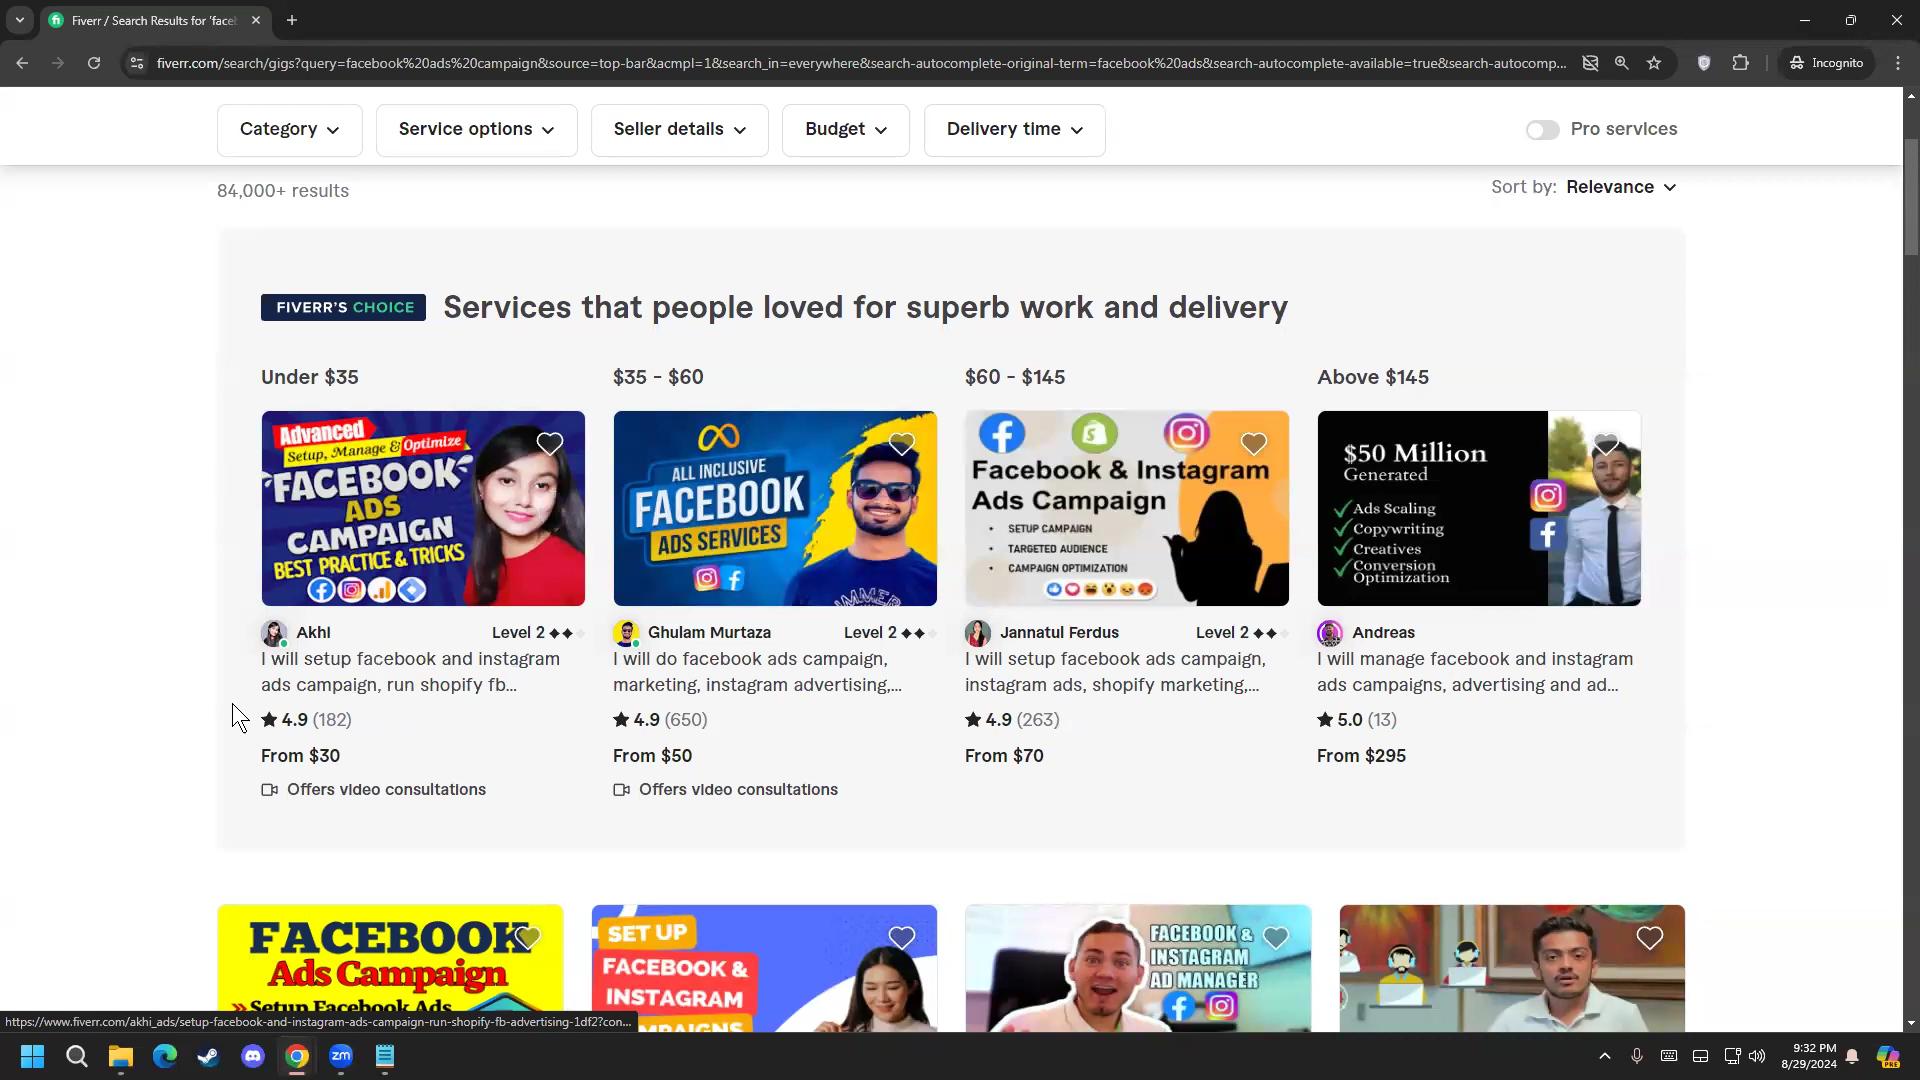 Fiverr / Search Results for 'face
fiverr.com/search/gigs?query=facebook%20ads%20campaign&source=top-bar&acmpl=1&search_in=everywhere&search-autocomplete-original-term=facebook%20ads&search-autocomplete-available=true&search-autocomp...
Incognito
Category
Service options
Seller details
Budget
Delivery time
Pro services
84,000+ results
Sort by: Relevance
FIVERR'S CHOICE
Services that people loved for superb work and delivery
Under $35
$35 - $60
$60 - $145
Above $145
Advanced
Setup, Manage & Optimize
FACEBOOK
ADS
CAMPAIGN
BEST PRACTICE & TRICKS
ALL INCLUSIVE
FACEBOOK
ADS SERVICES
Facebook & Instagram
Ads Campaign
• SETUP CAMPAIGN
• TARGETED AUDIENCE
• CAMPAIGN OPTIMIZATION
$50 Million
Generated
Ads Scaling
Copywriting
Creatives
Conversion
Optimization
Akhl
Level 2
Ghulam Murtaza
Level 2
Jannatul Ferdus
Level 2
Andreas
I will setup facebook and instagram
ads campaign, run shopify fb...
I will do facebook ads campaign,
marketing, instagram advertising,...
I will setup facebook ads campaign,
instagram ads, shopify marketing,...
I will manage facebook and instagram
ads campaigns, advertising and ad...
4.9 (182)
4.9 (650)
4.9 (263)
5.0 (13)
From $30
From $50
From $70
From $295
Offers video consultations
Offers video consultations
FACEBOOK
Ads Campaign
» Setup Facebook Ads
SET UP
FACEBOOK &
INSTAGRAM
FACEBOOK &
INSTAGRAM
AD MANAGER
https://www.fiverr.com/akhi_ads/setup-facebook-and-instagram-ads-campaign-run-shopify-fb-advertising-1df2?con...
zm
9:32 PM
8/29/2024
PRE